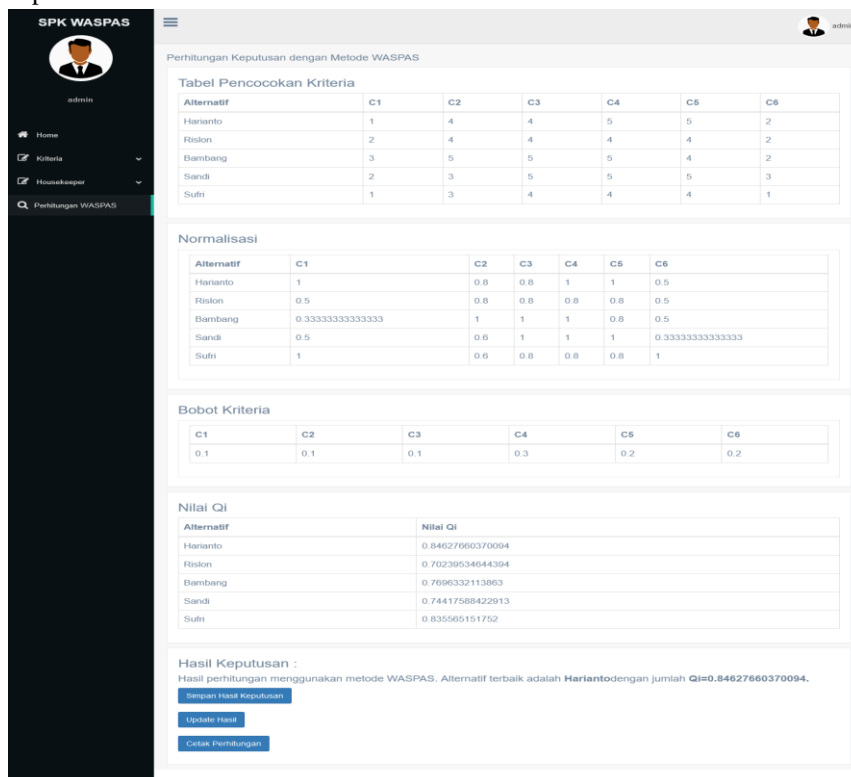 SPK WASPAS
admin
admin
Home
Kriteria
Housekeeper
Perhitungan WASPAS
Perhitungan Keputusan dengan Metode WASPAS
Tabel Pencocokan Kriteria
Alternatif C1 C2 C3 C4 C5 C6
Harianto 1 4 4 5 5 2
Rislon 2 4 4 4 4 2
Bambang 3 5 5 5 4 2
Sandi 2 3 5 5 5 3
Sufri 1 3 4 4 4 1
Normalisasi
Alternatif C1 C2 C3 C4 C5 C6
Harianto 1 0.8 0.8 1 1 0.5
Rislon 0.5 0.8 0.8 0.8 0.8 0.5
Bambang 0.33333333333333 1 1 1 0.8 0.5
Sandi 0.5 0.6 1 1 1 0.33333333333333
Sufri 1 0.6 0.8 0.8 0.8 1
Bobot Kriteria
C1 C2 C3 C4 C5 C6
0.1 0.1 0.1 0.3 0.2 0.2
Nilai Qi
Alternatif Nilai Qi
Harianto 0.84627660370094
Rislon 0.70239534644394
Bambang 0.7696332113863
Sandi 0.74417588422913
Sufri 0.835565151752
Hasil Keputusan :
Hasil perhitungan menggunakan metode WASPAS. Alternatif terbaik adalah Hariantodengan jumlah Qi=0.84627660370094.
Simpan Hasil Keputusan
Update Hasil
Cetak Perhitungan